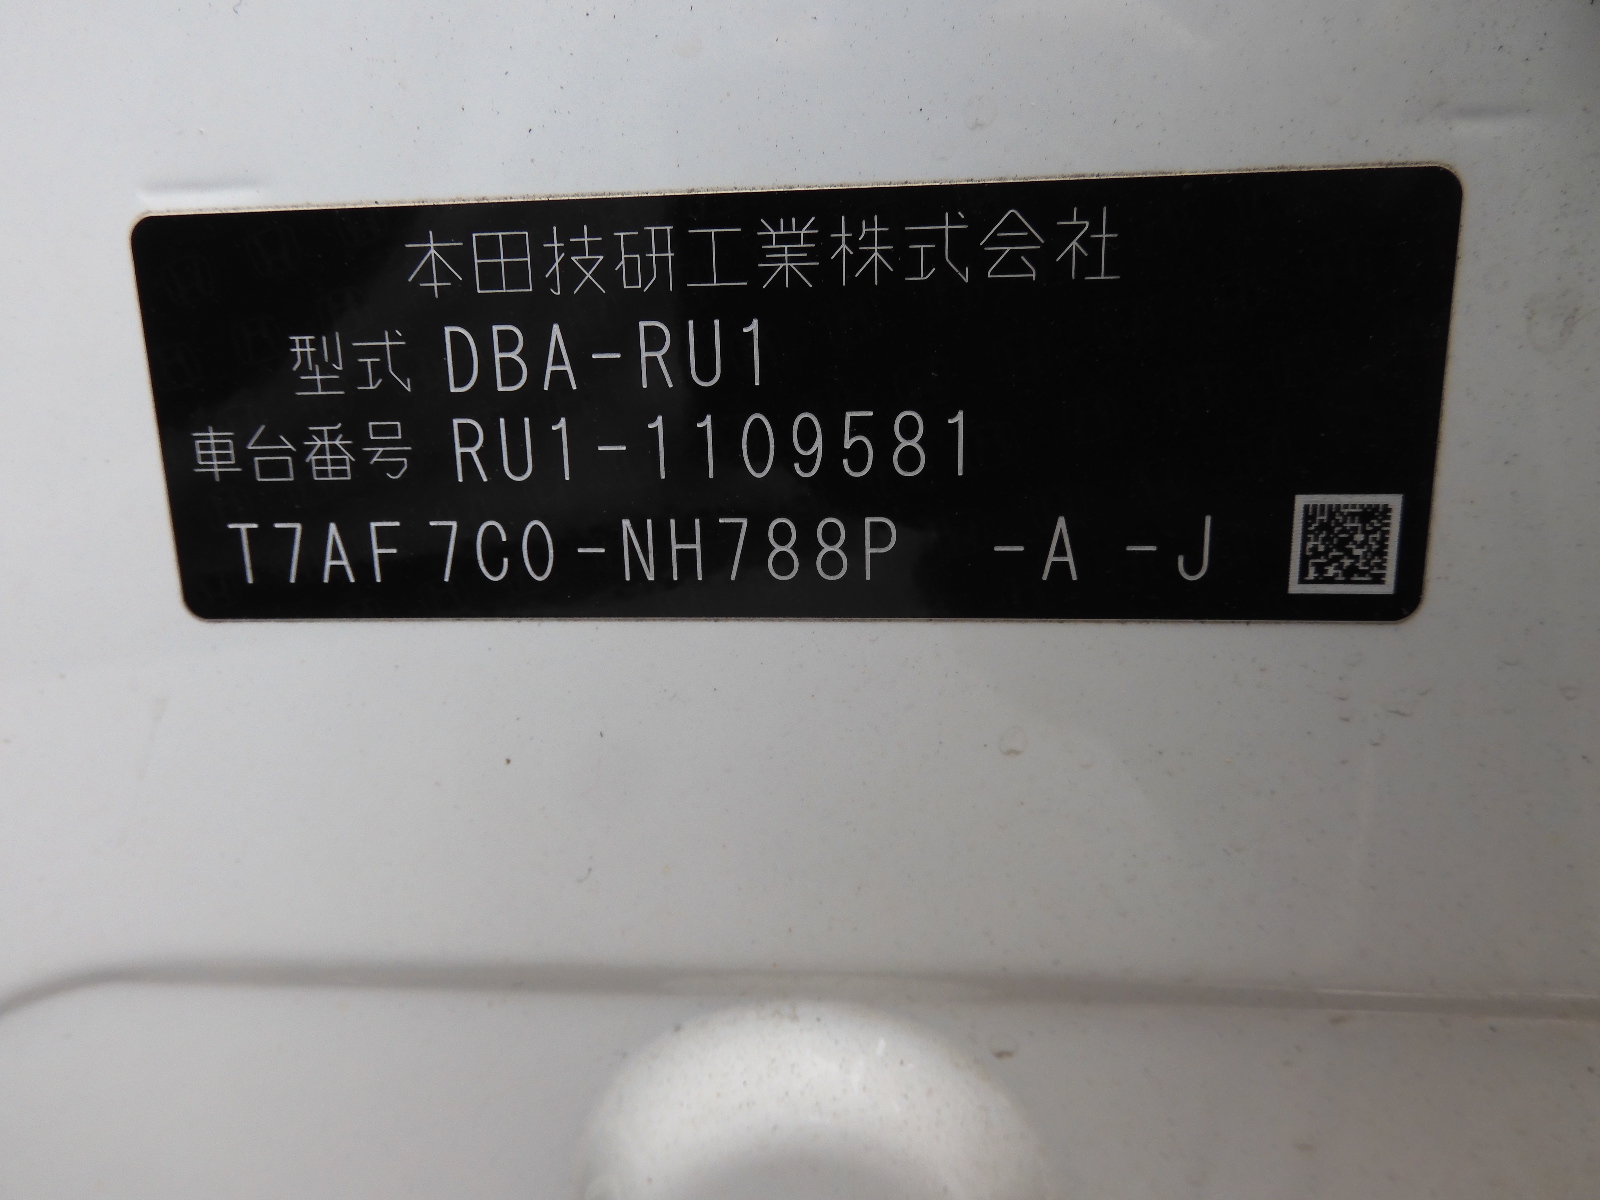 本田技研工業株式会社
型式 DBA-RU1
車台番号 RU1-1109581
T7AF7C0-NH788P -A -J